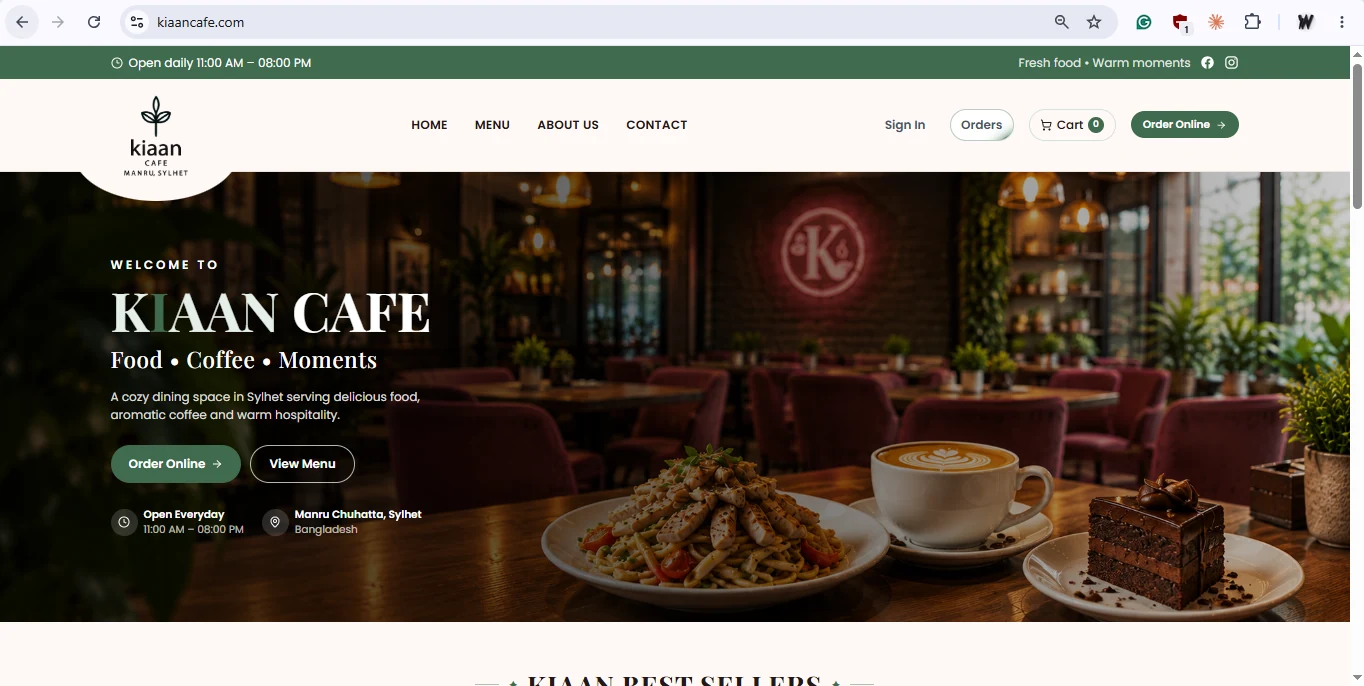 kiaancafe.com
1
Open daily 11:00 AM – 08:00 PM
Fresh food • Warm moments
kiaan
CAFE
MANRU, SYLHET
HOME
MENU
ABOUT US
CONTACT
Sign In
Orders
Cart 0
Order Online →
K
WELCOME TO
KIAAN CAFE
Food • Coffee • Moments
A cozy dining space in Sylhet serving delicious food,
aromatic coffee and warm hospitality.
Order Online →
View Menu
Open Everyday
11:00 AM – 08:00 PM
Manru Chuhatta, Sylhet
Bangladesh
KIAAN BEST SELLERS